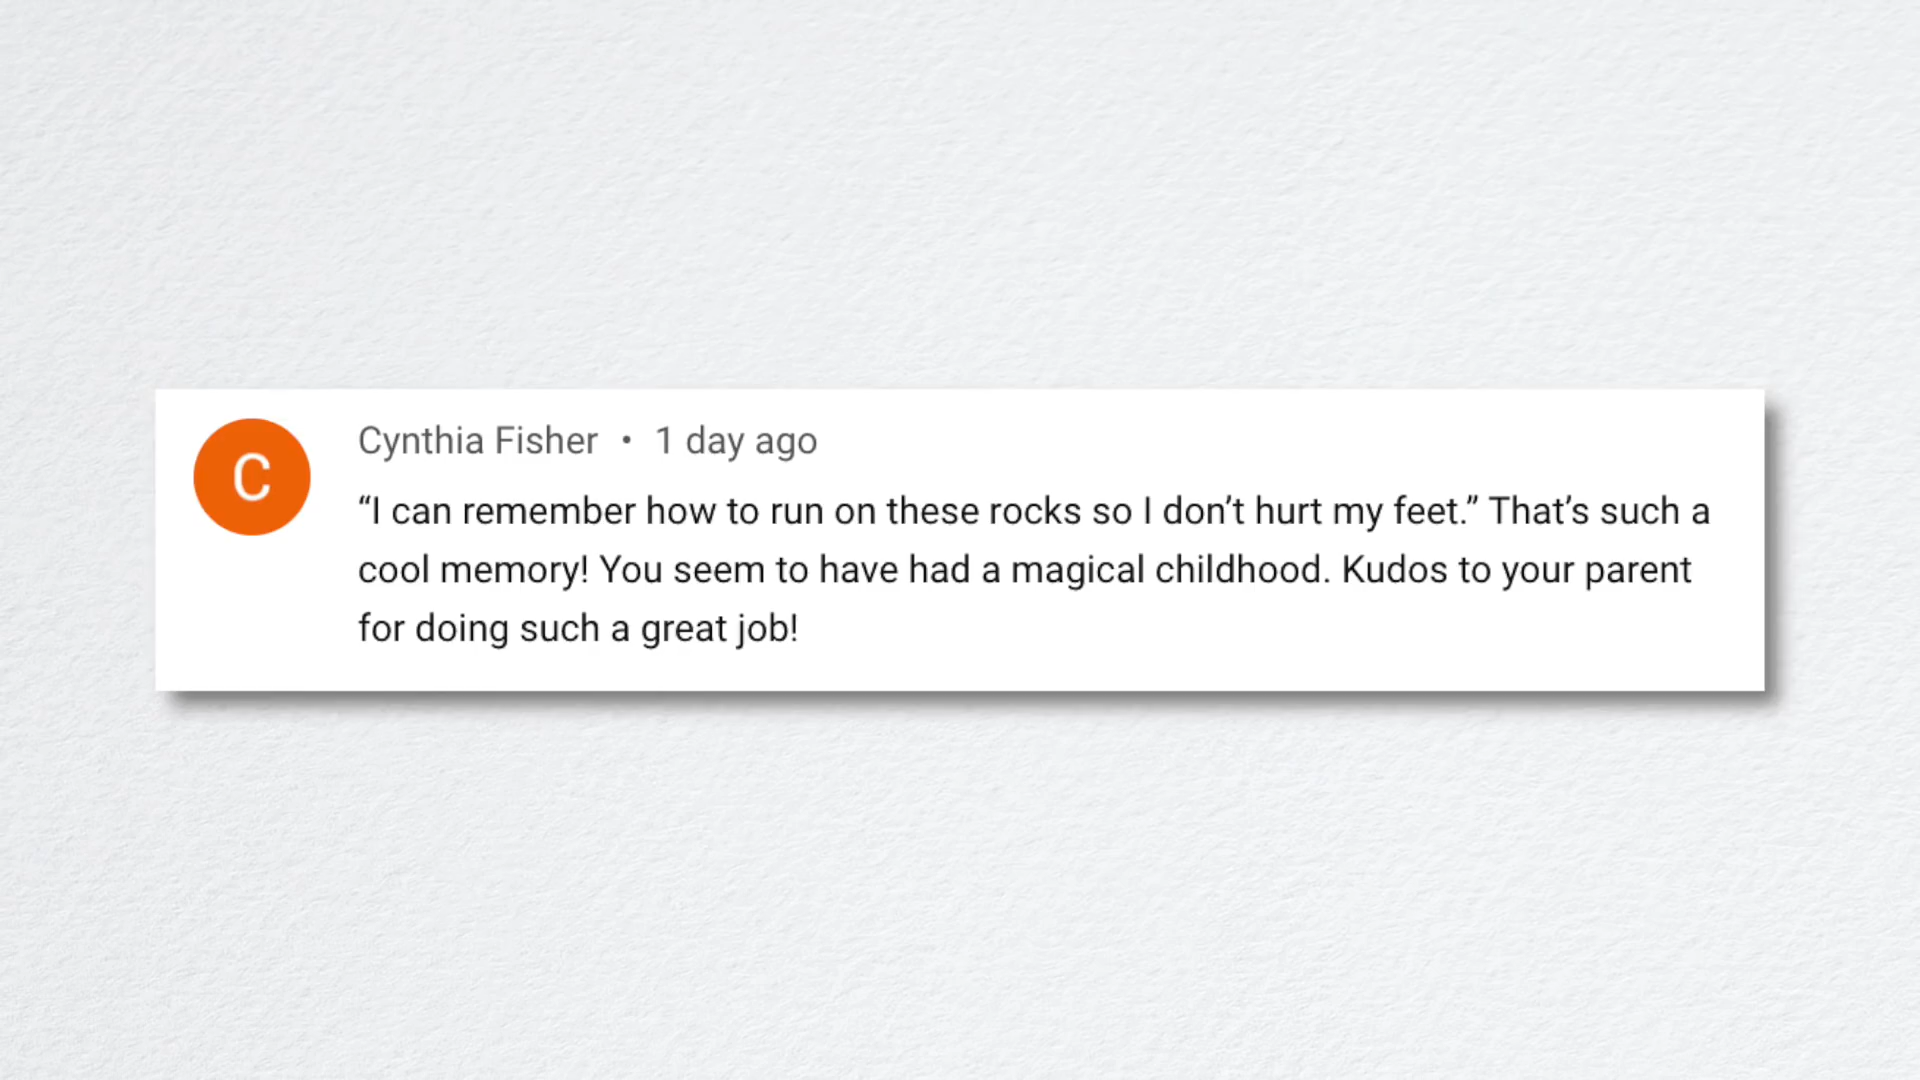 C
Cynthia Fisher • 1 day ago
“I can remember how to run on these rocks so I don’t hurt my feet.” That’s such a
cool memory! You seem to have had a magical childhood. Kudos to your parent
for doing such a great job!